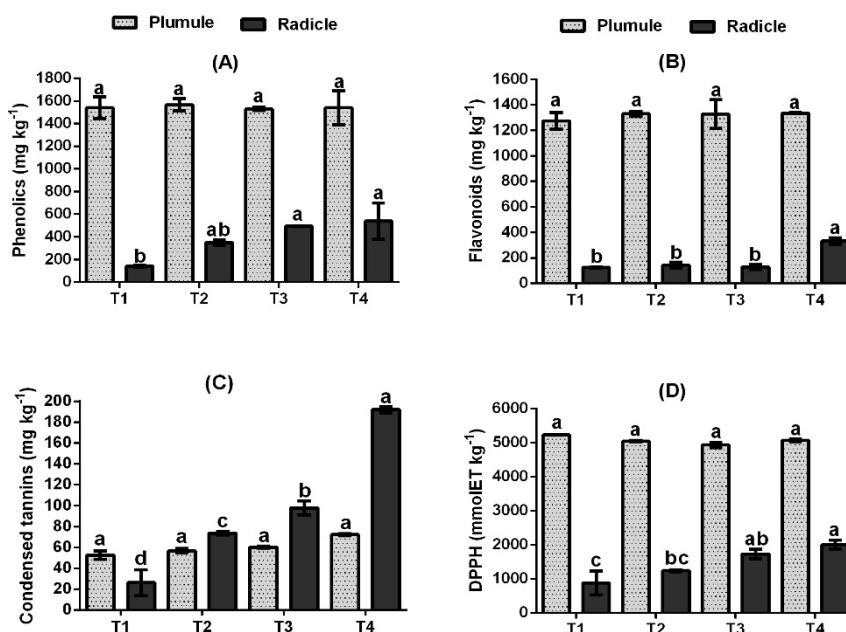 Plumule Radicle
(A)
Phenolics (mg kg-1)
1800
1600
1400
1200
1000
800
600
400
200
0
a a a a
b ab a a
T1 T2 T3 T4
Plumule Radicle
(B)
Flavonoids (mg kg-1)
1600
1400
1200
1000
800
600
400
200
0
a a a a
b b b a
T1 T2 T3 T4
(C)
Condensed tannins (mg kg-1)
200
180
160
140
120
100
80
60
40
20
0
a d a c a b a a
T1 T2 T3 T4
(D)
DPPH (mmolET kg-1)
6000
5000
4000
3000
2000
1000
0
a a a a
c bc ab a
T1 T2 T3 T4